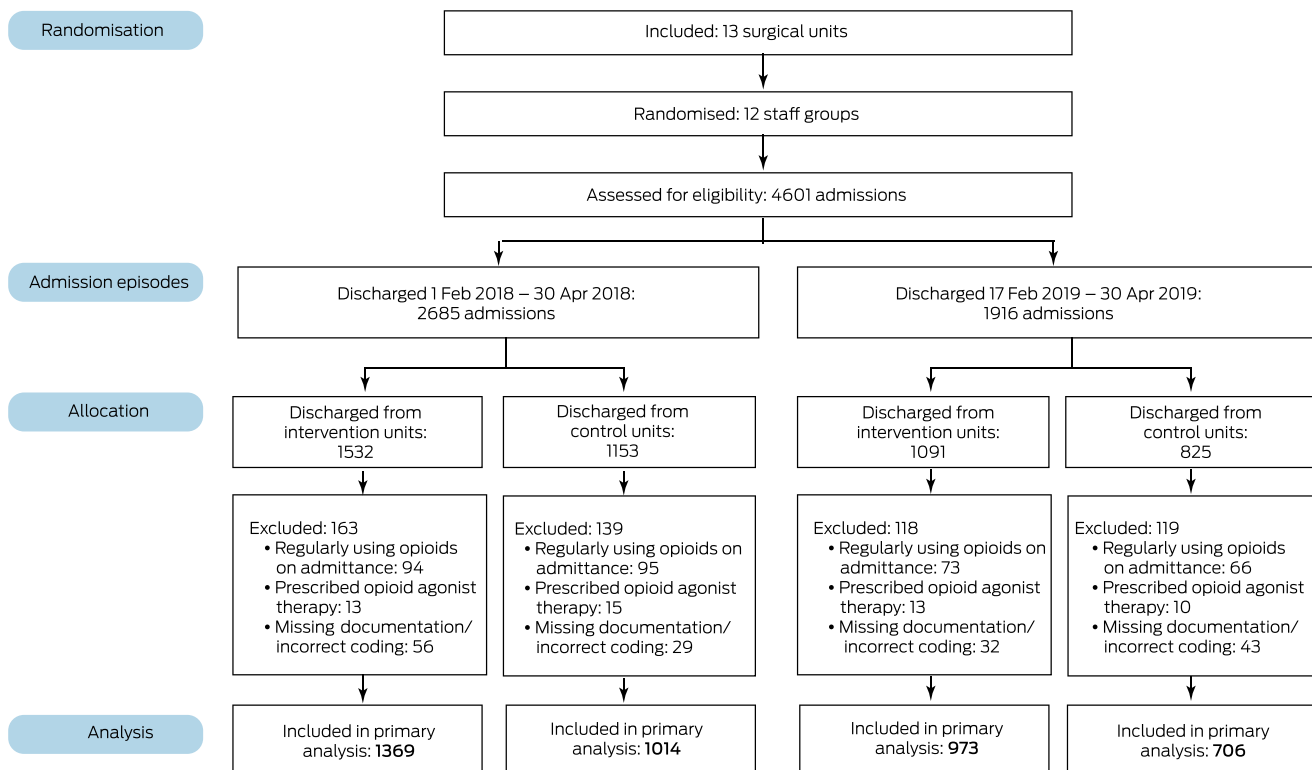 Randomisation
Included: 13 surgical units
Randomised: 12 staff groups
Assessed for eligibility: 4601 admissions
Admission episodes
Discharged 1 Feb 2018 – 30 Apr 2018:
2685 admissions
Discharged 17 Feb 2019 – 30 Apr 2019:
1916 admissions
Allocation
Discharged from
intervention units:
1532
Discharged from
control units:
1153
Discharged from
intervention units:
1091
Discharged from
control units:
825
Excluded: 163
• Regularly using opioids
on admittance: 94
• Prescribed opioid agonist
therapy: 13
• Missing documentation/
incorrect coding: 56
Excluded: 139
• Regularly using opioids on
admittance: 95
• Prescribed opioid agonist
therapy: 15
• Missing documentation/
incorrect coding: 29
Excluded: 118
• Regularly using opioids on
admittance: 73
• Prescribed opioid agonist
therapy: 13
• Missing documentation/
incorrect coding: 32
Excluded: 119
• Regularly using opioids
on admittance: 66
• Prescribed opioid agonist
therapy: 10
• Missing documentation/
incorrect coding: 43
Analysis
Included in primary
analysis: 1369
Included in primary
analysis: 1014
Included in primary
analysis: 973
Included in primary
analysis: 706